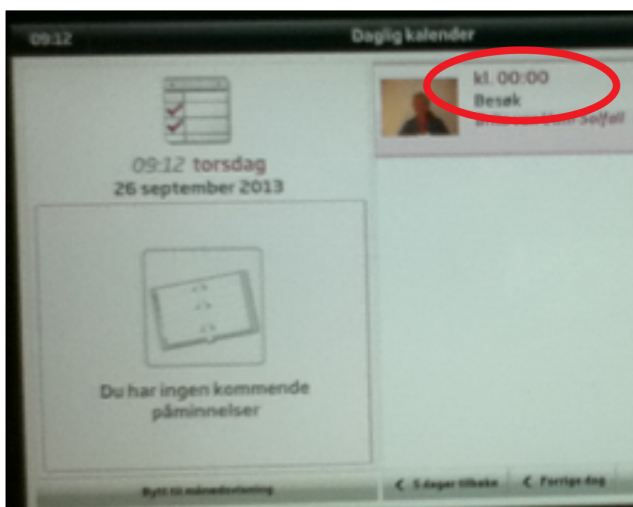 09:12
Daglig kalender
09:12 torsdag
26 september 2013
Du har ingen kommende
påminnelser
Bytt til månedsvisning
kl. 00:00
Besøk
Solfall
5 dager tilbake
Forrige dag